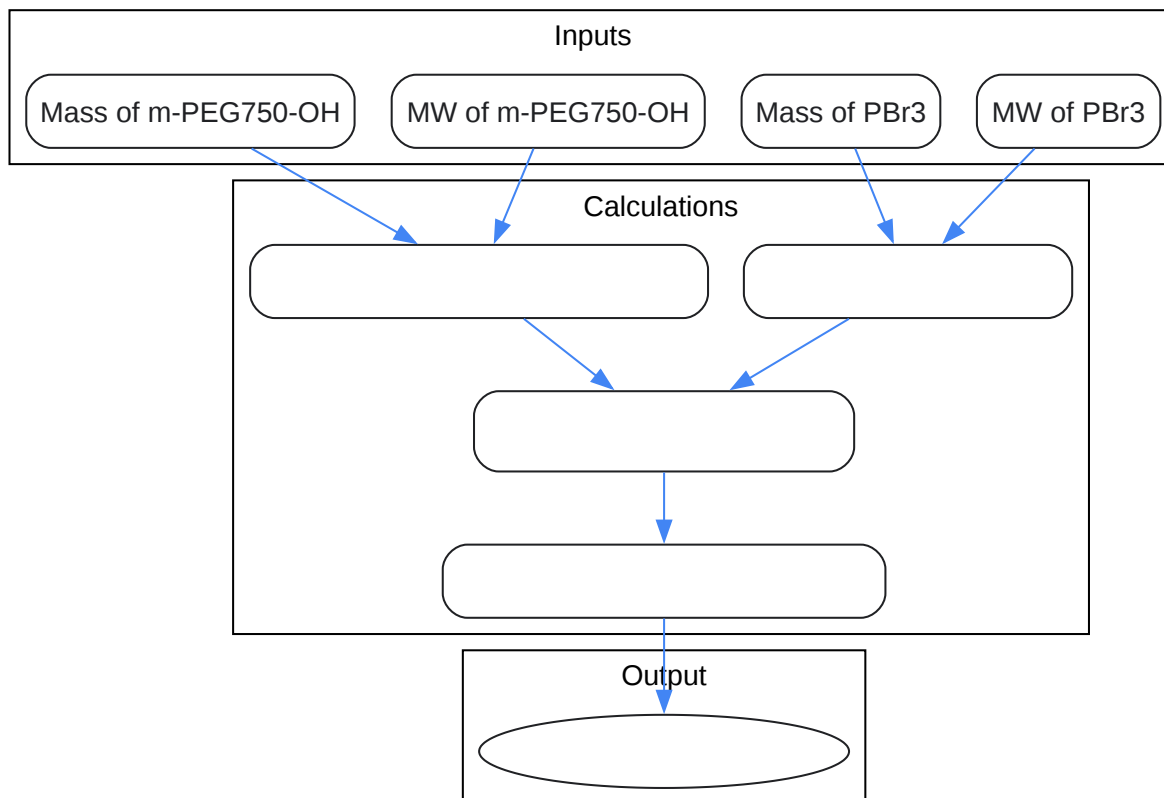 Inputs
Mass of m-PEG750-OH
MW of m-PEG750-OH
Mass of PBr3
MW of PBr3
Calculations
Output